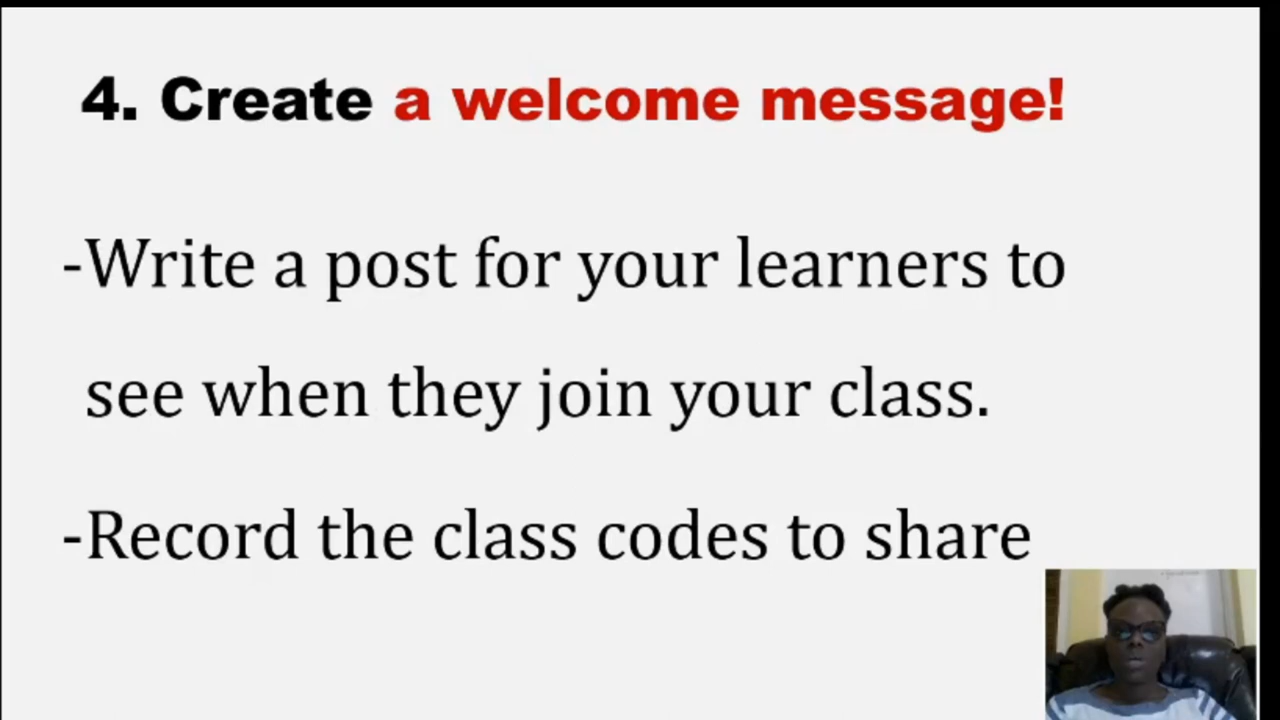 4. Create a welcome message!
-Write a post for your learners to
see when they join your class.
-Record the class codes to share